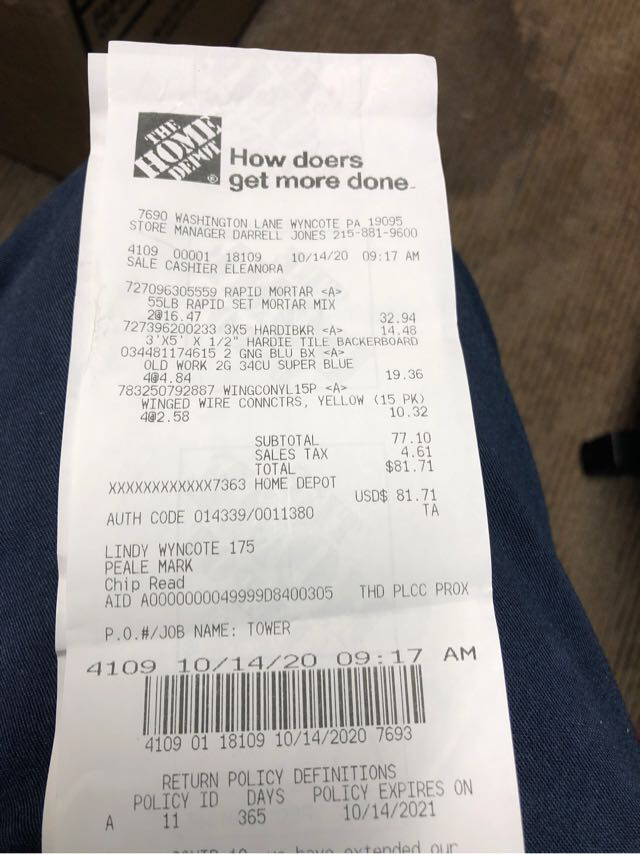 THE
HOME
DEPOT
®
How doers
get more done.
7690 WASHINGTON LANE WYNCOTE PA 19095
STORE MANAGER DARRELL JONES 215-881-9600
4109 00001 18109 10/14/20 09:17 AM
SALE CASHIER ELEANORA
727096305559 RAPID MORTAR <A>
55LB RAPID SET MORTAR MIX
2@16.47 32.94
727396200233 3X5 HARDIBKR <A> 14.48
3'X5' X 1/2" HARDIE TILE BACKERBOARD
034481174615 2 GNG BLU BX <A>
OLD WORK 2G 34CU SUPER BLUE
4@4.84 19.36
783250792887 WINGCONYL15P <A>
WINGED WIRE CONNCTRS, YELLOW (15 PK)
4@2.58 10.32
SUBTOTAL 77.10
SALES TAX 4.61
TOTAL $81.71
XXXXXXXXXXXX7363 HOME DEPOT
USD$ 81.71
AUTH CODE 014339/0011380 TA
LINDY WYNCOTE 175
PEALE MARK
Chip Read
AID A0000000049999D8400305 THD PLCC PROX
P.O.#/JOB NAME: TOWER
4109 10/14/20 09:17 AM
4109 01 18109 10/14/2020 7693
RETURN POLICY DEFINITIONS
POLICY ID DAYS POLICY EXPIRES ON
A 11 365 10/14/2021
have extended our